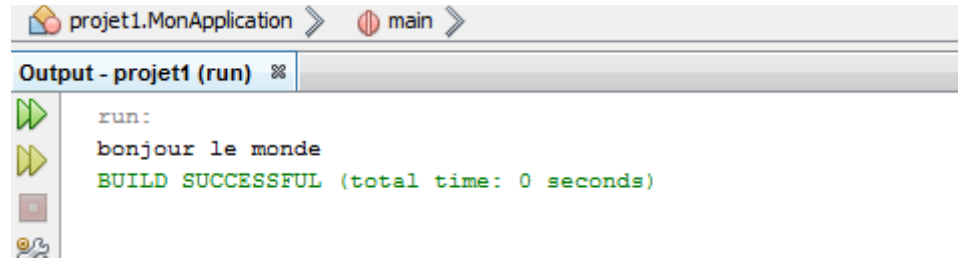 projet1.MonApplication main
Output - projet1 (run)
run:
bonjour le monde
BUILD SUCCESSFUL (total time: 0 seconds)